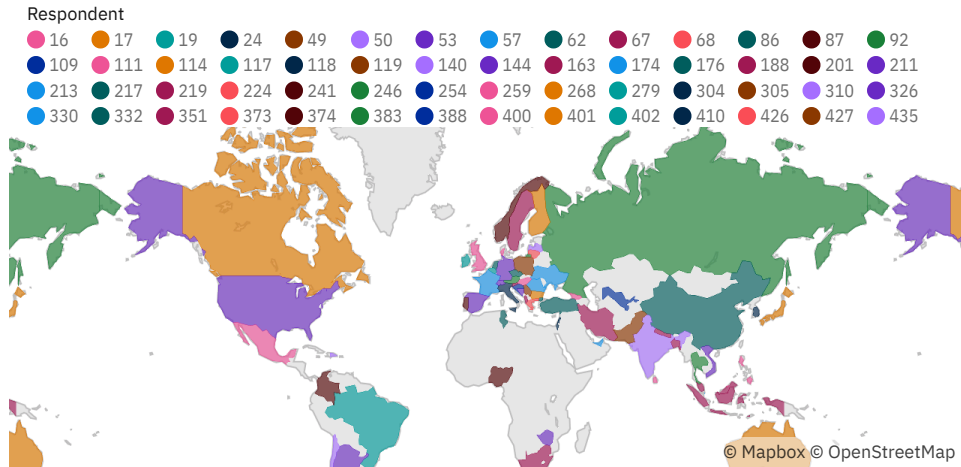 Respondent
16 17 19 24 49 50 53 57 62 67 68 86 87 92
109 111 114 117 118 119 140 144 163 174 176 188 201 211
213 217 219 224 241 246 254 259 268 279 304 305 310 326
330 332 351 373 374 383 388 400 401 402 410 426 427 435
© Mapbox © OpenStreetMap